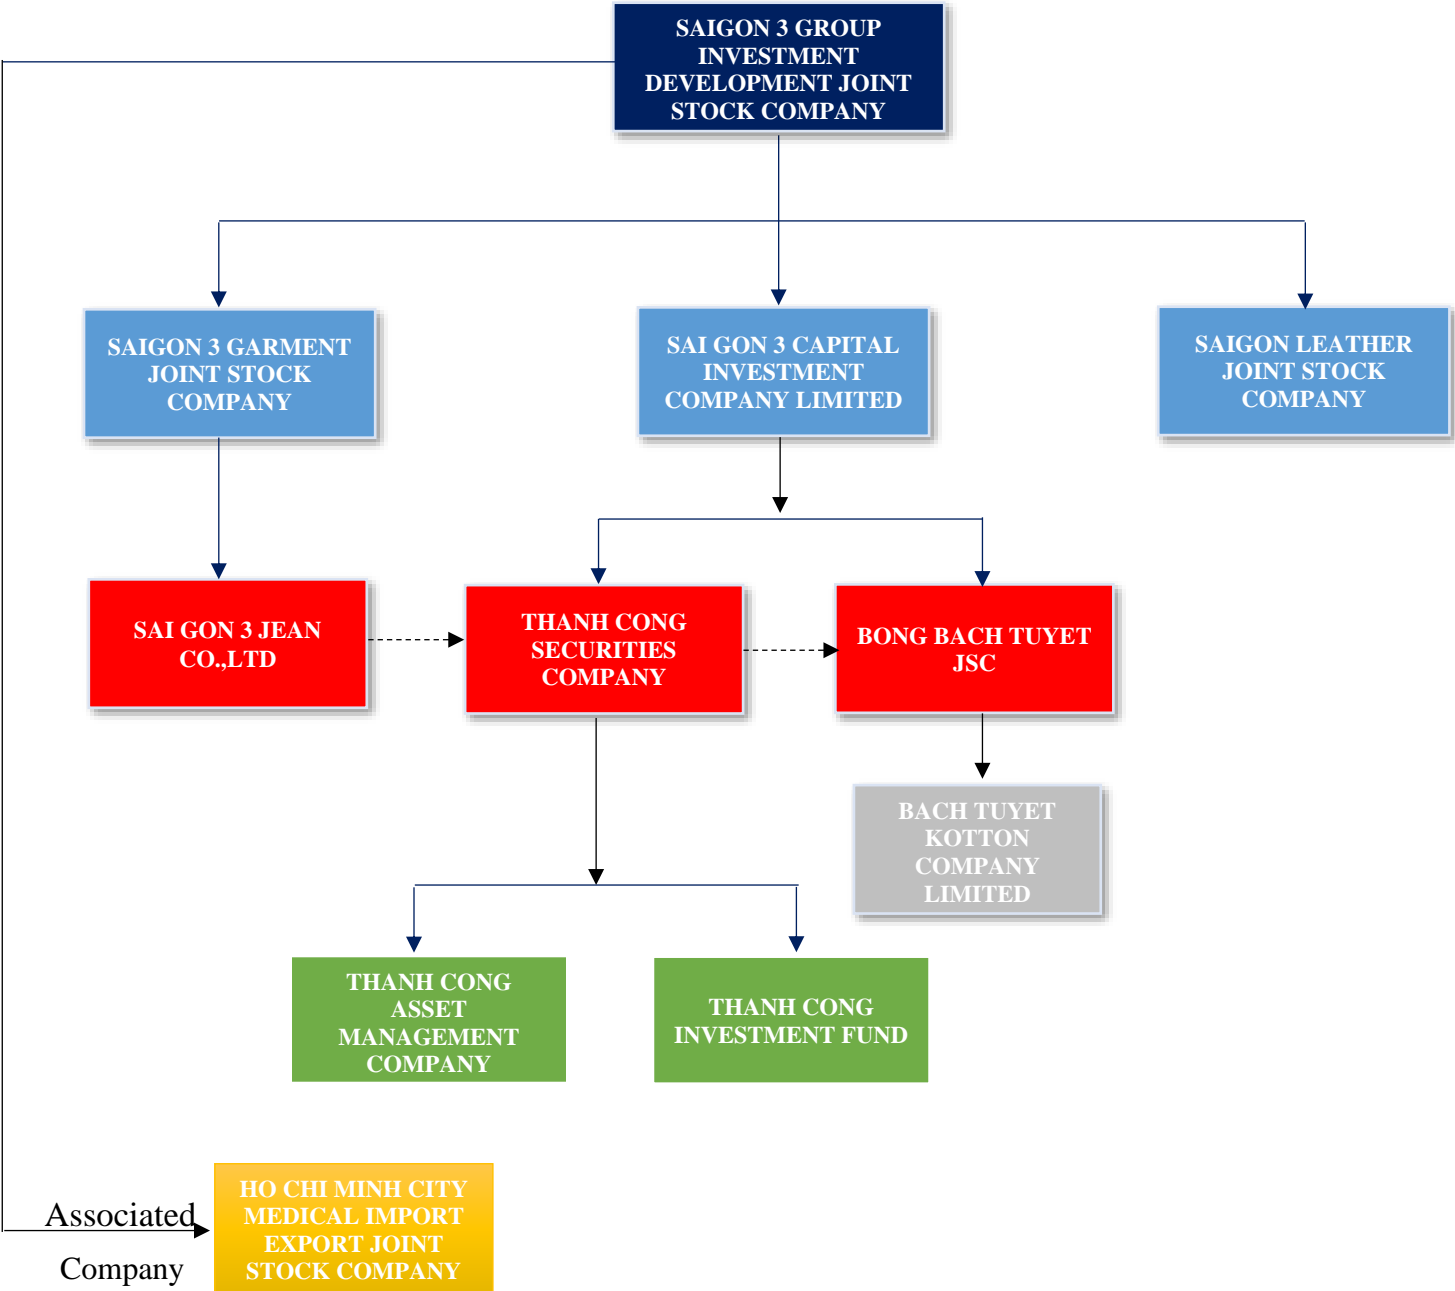 SAIGON 3 GROUP
INVESTMENT
DEVELOPMENT JOINT
STOCK COMPANY
SAIGON 3 GARMENT
JOINT STOCK
COMPANY
SAI GON 3 CAPITAL
INVESTMENT
COMPANY LIMITED
SAIGON LEATHER
JOINT STOCK
COMPANY
SAI GON 3 JEAN
CO.,LTD
THANH CONG
SECURITIES
COMPANY
BONG BACH TUYET
JSC
BACH TUYET
KOTTON
COMPANY
LIMITED
THANH CONG
ASSET
MANAGEMENT
COMPANY
THANH CONG
INVESTMENT FUND
Associated
Company
HO CHI MINH CITY
MEDICAL IMPORT
EXPORT JOINT
STOCK COMPANY